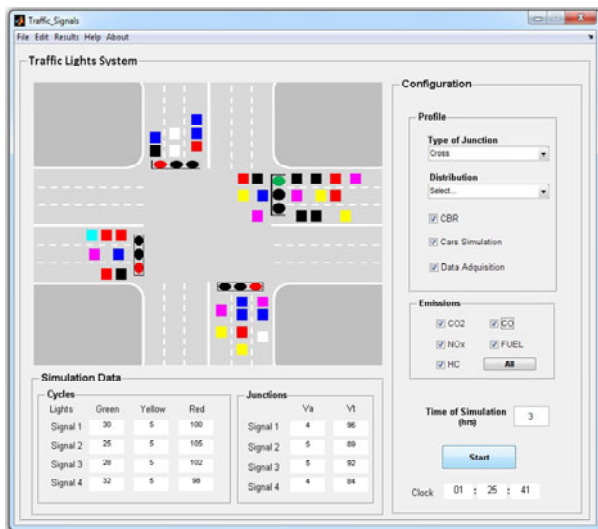 Traffic_Signals
File Edit Results Help About
Traffic Lights System
Configuration
Profile
Type of Junction
Cross
Distribution
Select...
CBR
Cars Simulation
Data Adquisition
Emissions
CO2 CO
NOx FUEL
HC All
Time of Simulation (hrs) 3
Start
Clock 01 : 25 : 41
Simulation Data
Cycles
Lights Green Yellow Red
Signal 1 30 5 100
Signal 2 25 5 105
Signal 3 28 5 102
Signal 4 32 5 98
Junctions
Va Vt
Signal 1 4 96
Signal 2 5 89
Signal 3 5 92
Signal 4 4 84